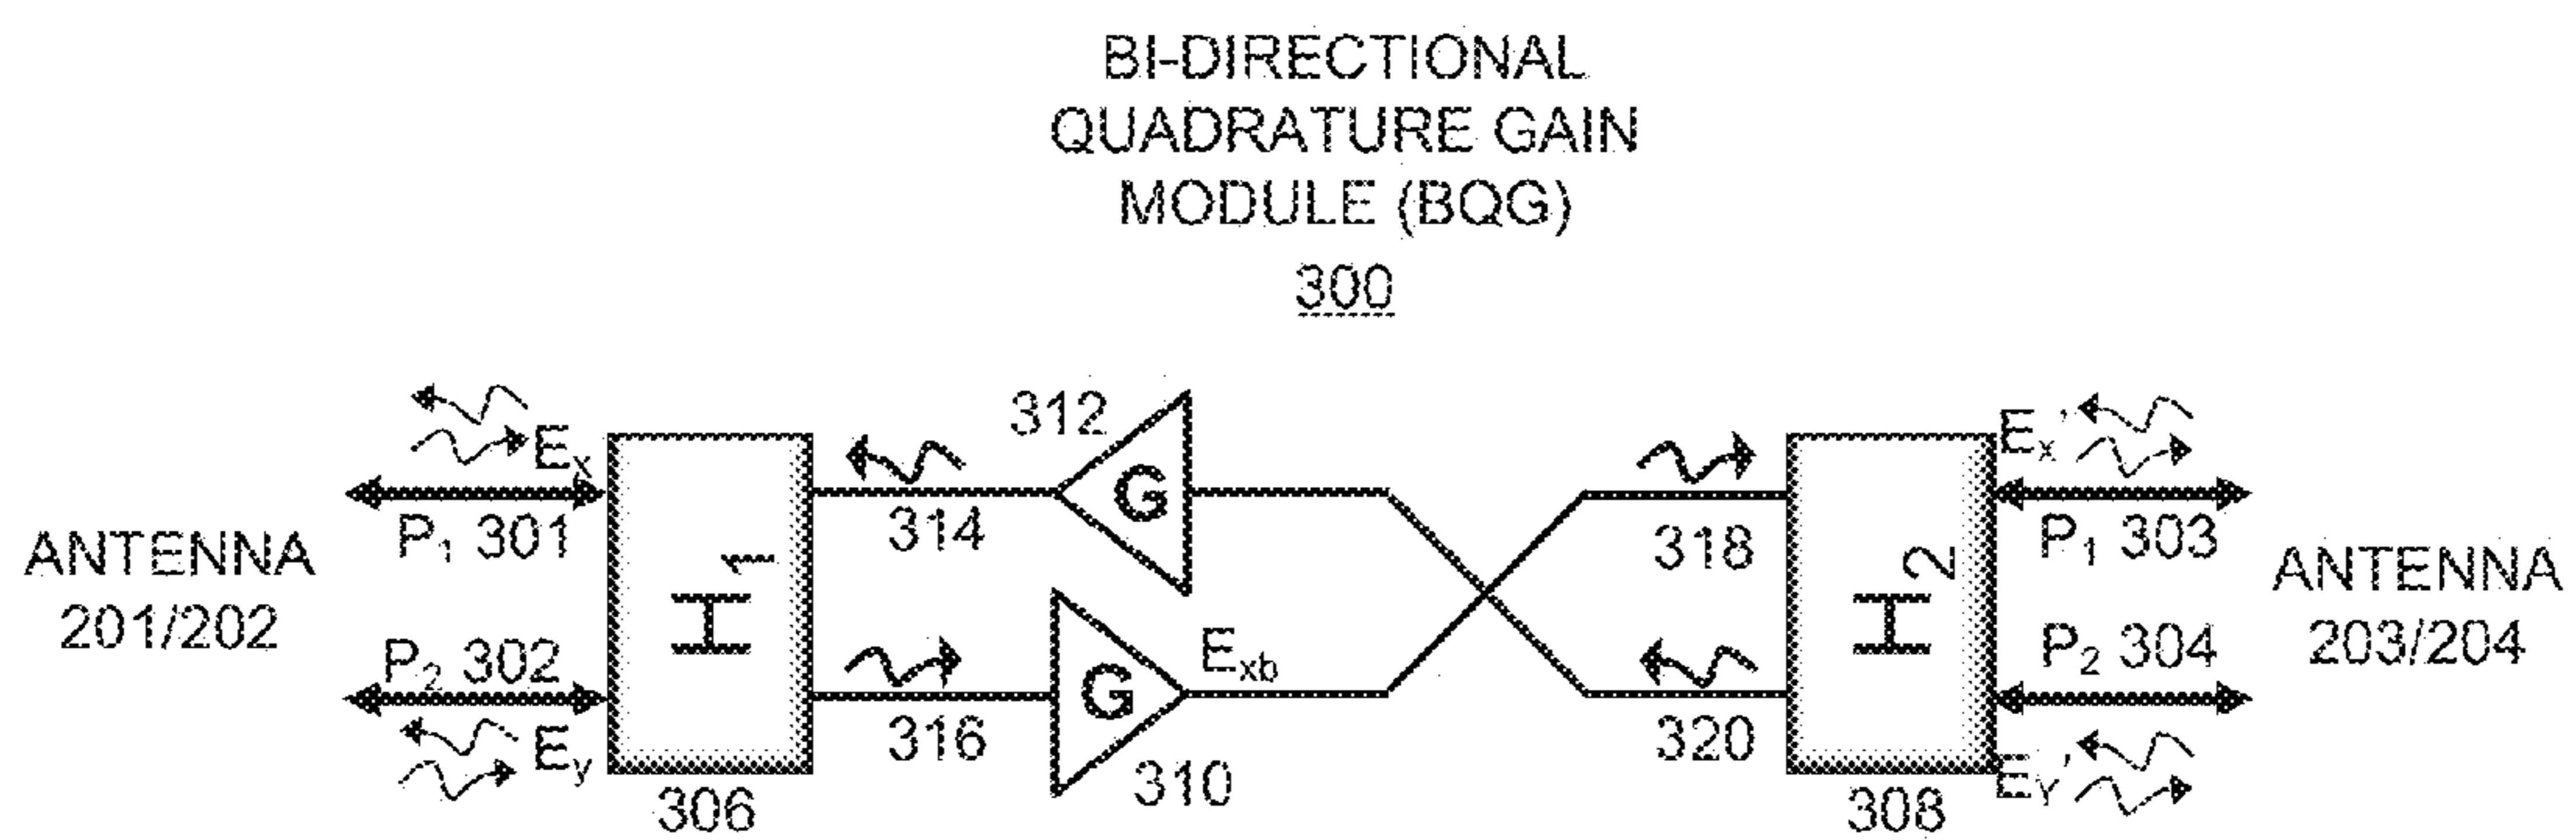 BI-DIRECTIONAL
QUADRATURE GAIN
MODULE (BQG)
300
312
Ex
Ex'
P1 301
G
314
318
P1 303
ANTENNA
201/202
H1
H2
ANTENNA
203/204
P2 302
Exb
P2 304
G
Ey
316
320
EY'
306
310
308